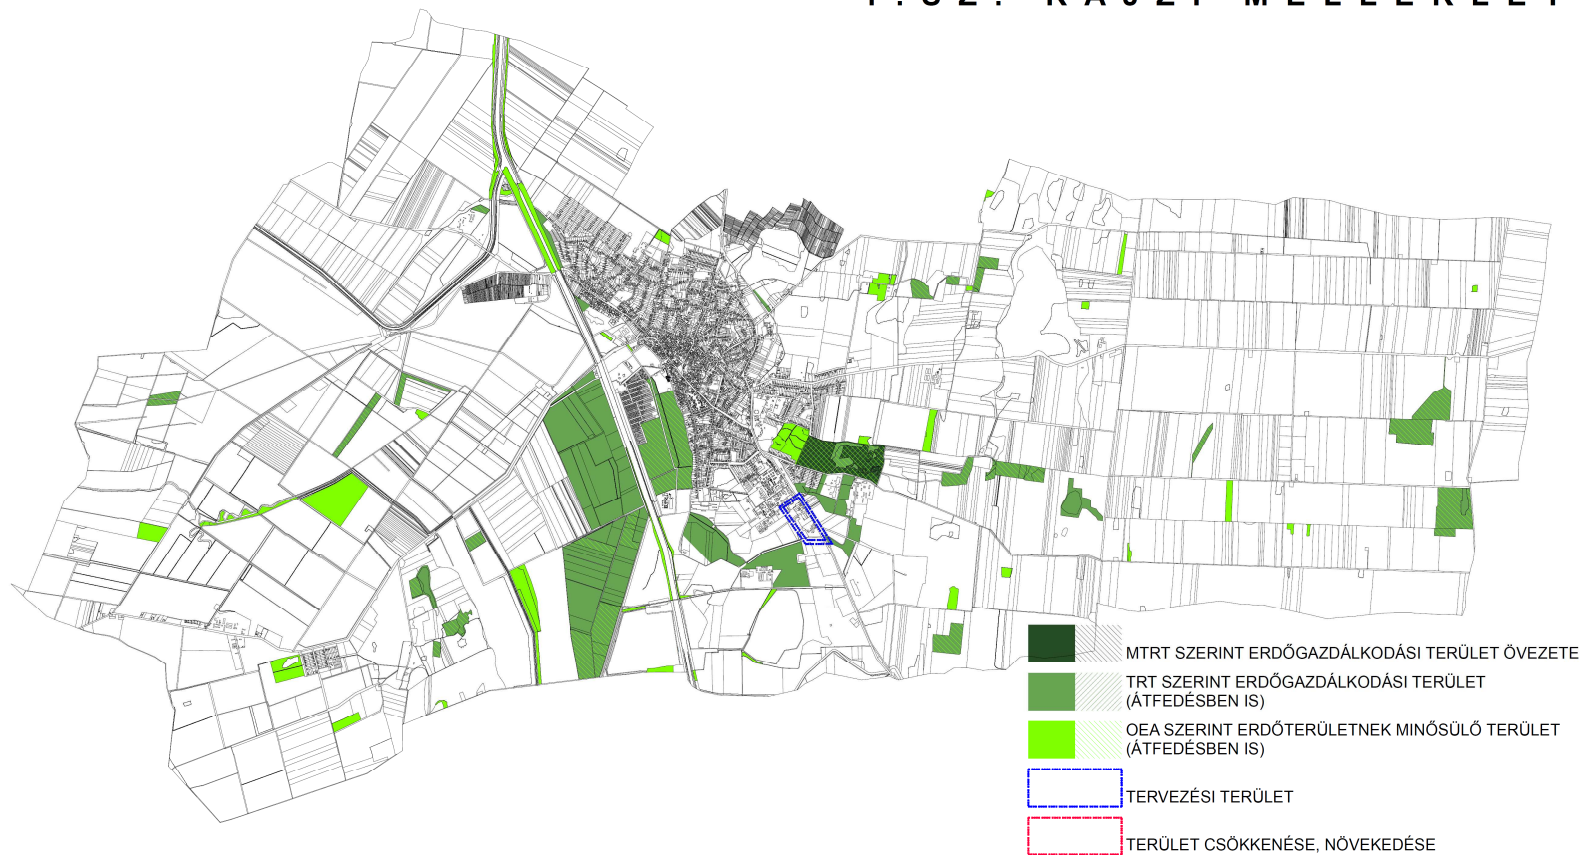 MTRT SZERINT ERDŐGAZDÁLKODÁSI TERÜLET ÖVEZETE
TRT SZERINT ERDŐGAZDÁLKODÁSI TERÜLET
(ÁTFEDÉSBEN IS)
OEA SZERINT ERDŐTERÜLETNEK MINŐSÜLŐ TERÜLET
(ÁTFEDÉSBEN IS)
TERVEZÉSI TERÜLET
TERÜLET CSÖKKENÉSE, NÖVEKEDÉSE